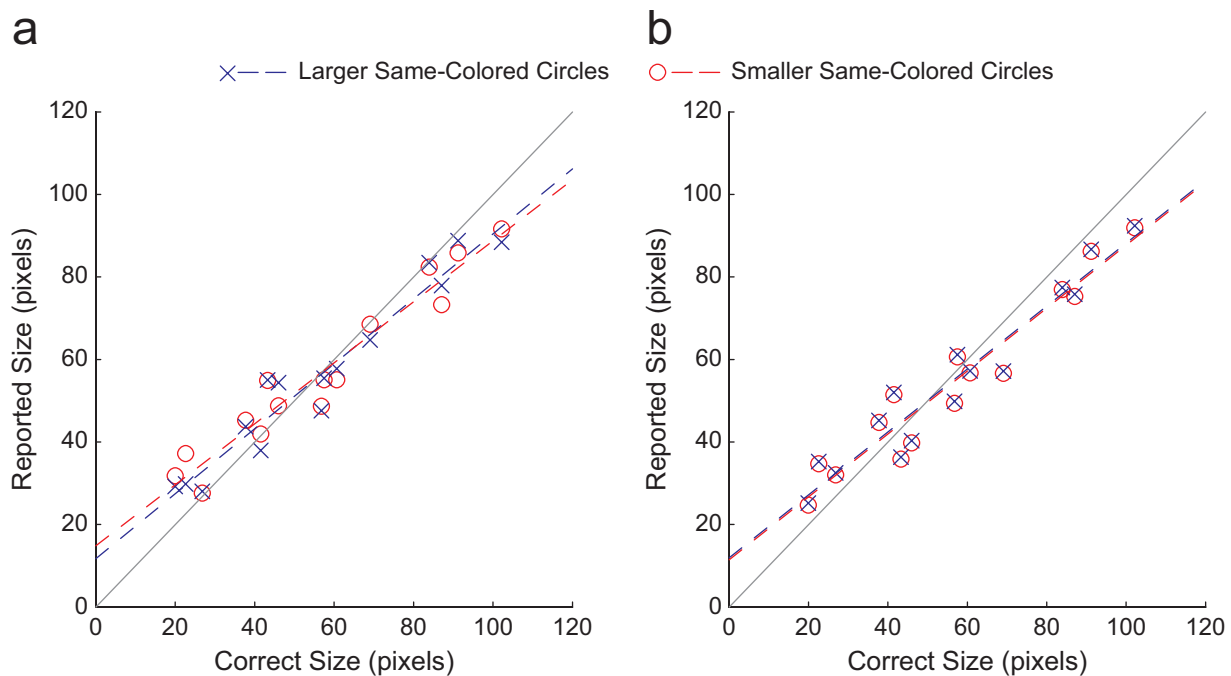 a
b
Larger Same-Colored Circles
Smaller Same-Colored Circles
120
100
80
60
40
20
0
Reported Size (pixels)
0 20 40 60 80 100 120
Correct Size (pixels)
120
100
80
60
40
20
0
Reported Size (pixels)
0 20 40 60 80 100 120
Correct Size (pixels)